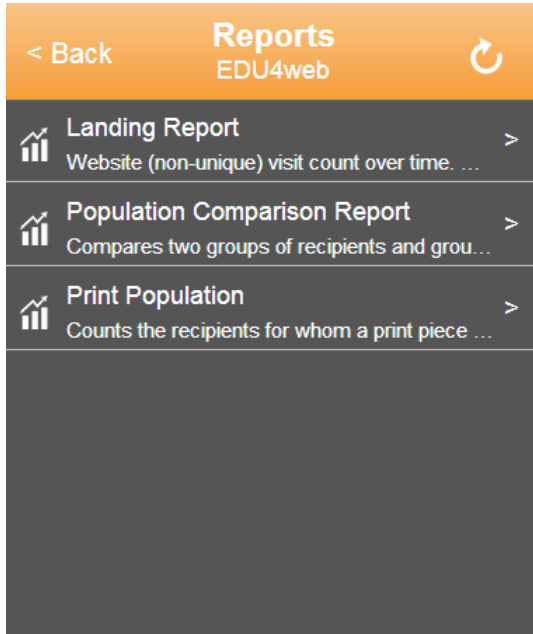 < Back
Reports
EDU4web
Landing Report
>
Website (non-unique) visit count over time. ...
Population Comparison Report
>
Compares two groups of recipients and grou...
Print Population
>
Counts the recipients for whom a print piece ...